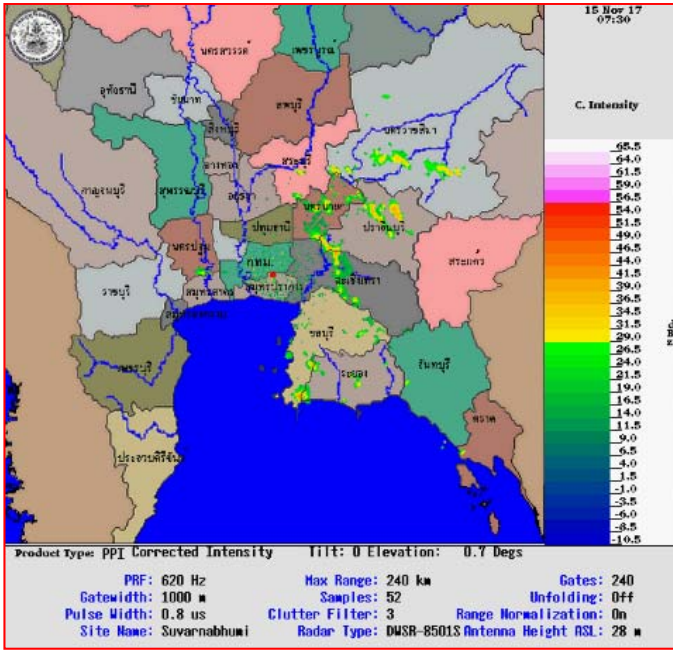 15 Nov 17
07:30
C. Intensity
นครสวรรค์
เพชรบูรณ์
อุทัยธานี
ชัยนาท
ลพบุรี
สิงห์บุรี
นครราชสีมา
อ่างทอง
สระบุรี
กาญจนบุรี
สุพรรณบุรี
อยุธยา
นครนายก
ปราจีนบุรี
ปทุมธานี
นครปฐม
กทม.
สระแก้ว
ฉะเชิงเทรา
ราชบุรี
สมุทรสาคร
สมุทรปราการ
ชลบุรี
เพชรบุรี
ระยอง
จันทบุรี
ตราด
ประจวบคีรีขันธ์
65.5
64.0
61.5
59.0
56.5
54.0
51.5
49.0
46.5
44.0
41.5
39.0
36.5
34.0
31.5
29.0
26.5
24.0
21.5
19.0
16.5
14.0
11.5
9.0
6.5
4.0
1.5
-1.0
-3.5
-6.0
-8.5
-10.5
Product Type: PPI Corrected Intensity Tilt: 0 Elevation: 0.7 Degs
PRF: 620 Hz Max Range: 240 km Gates: 240
Gatewidth: 1000 m Samples: 52 Unfolding: Off
Pulse Width: 0.8 us Clutter Filter: 3 Range Normalization: On
Site Name: Suvarnabhumi Radar Type: DWSR-8501S Antenna Height ASL: 28 m